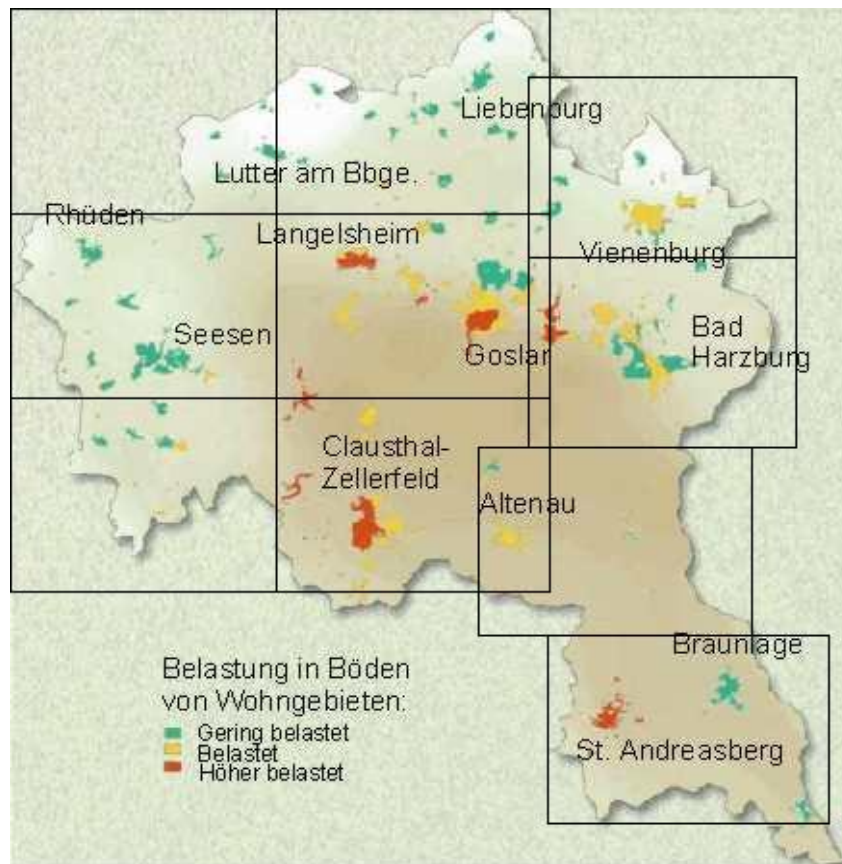 Liebenburg
Lutter am Bbge.
Rhüden
Langelsheim
Vienenburg
Seesen
Goslar
Bad
Harzburg
Clausthal-
Zellerfeld
Altenau
Braunlage
St. Andreasberg
Belastung in Böden
von Wohngebieten:
Gering belastet
Belastet
Höher belastet